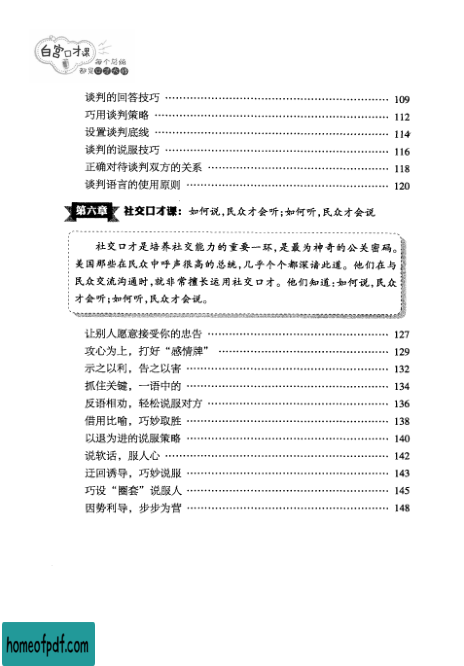 白宫口才课
每个总统
都是口才大师
谈判的回答技巧 …… 109
巧用谈判策略 …… 112
设置谈判底线 …… 114
谈判的说服技巧 …… 116
正确对待谈判双方的关系 …… 118
谈判语言的使用原则 …… 120
第六章 社交口才课：如何说,民众才会听;如何听,民众才会说
社交口才是培养社交能力的重要一环,是最为神奇的公关密码。
美国那些在民众中呼声很高的总统,几乎个个都深谙此道。他们在与
民众交流沟通时,就非常擅长运用社交口才。他们知道:如何说,民众
才会听;如何听,民众才会说。
让别人愿意接受你的忠告 …… 127
攻心为上，打好“感情牌” …… 129
示之以利，告之以害 …… 132
抓住关键，一语中的 …… 134
反语相劝，轻松说服对方 …… 136
借用比喻，巧妙取胜 …… 138
以退为进的说服策略 …… 140
说软话，服人心 …… 142
迂回诱导，巧妙说服 …… 143
巧设“圈套”说服人 …… 145
因势利导，步步为营 …… 148
homeofpdf.com